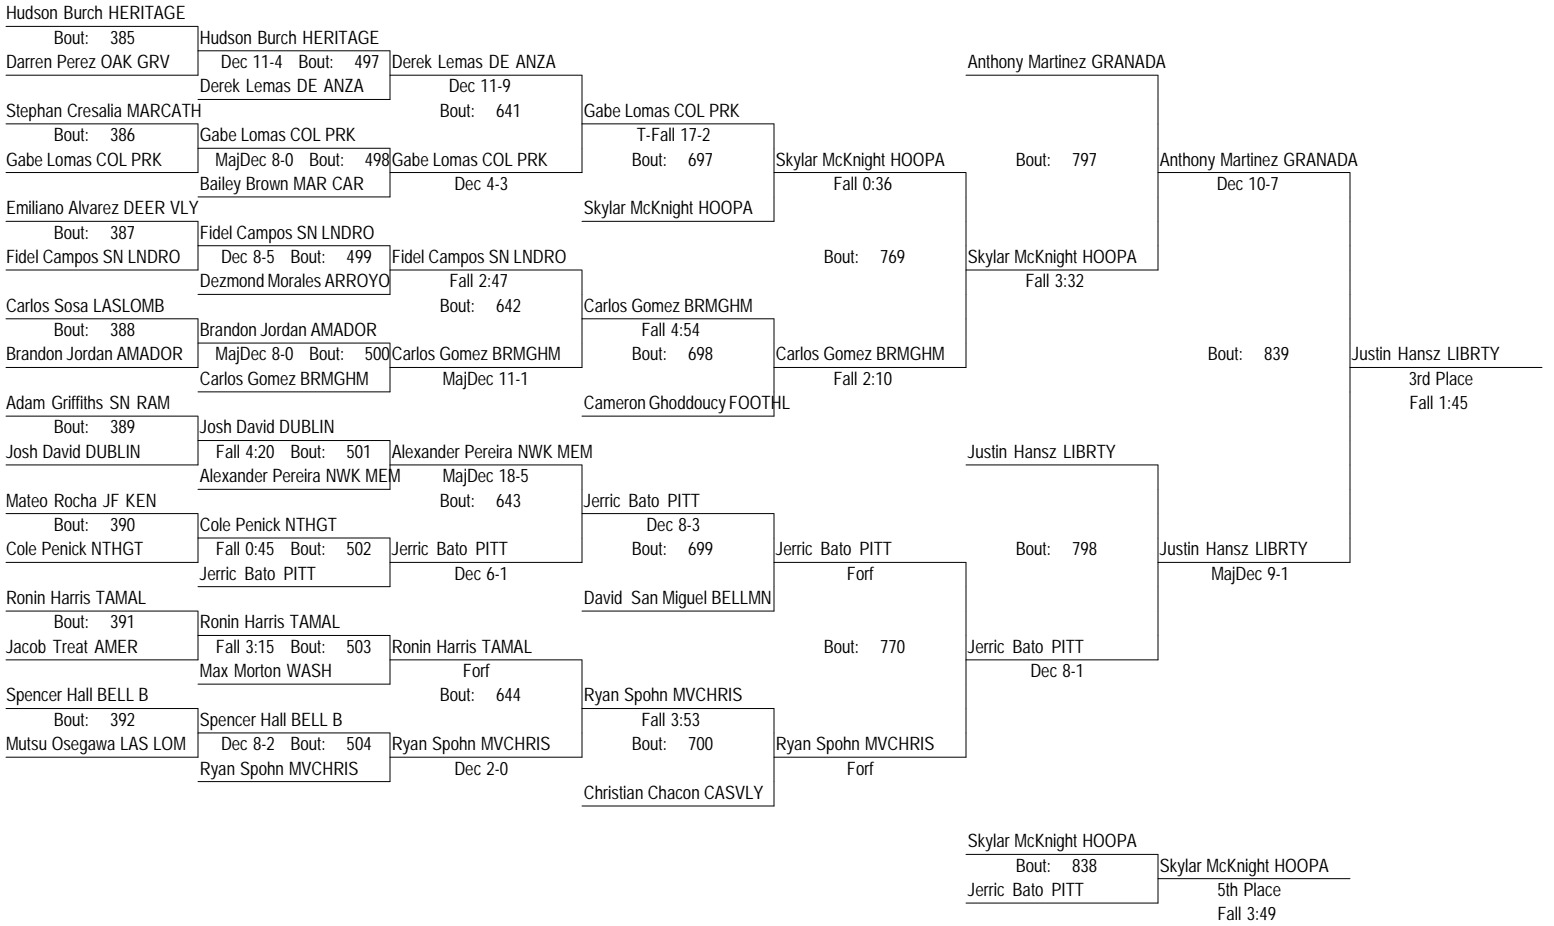 Hudson Burch HERITAGE
Bout: 385 Hudson Burch HERITAGE
Darren Perez OAK GRV Dec 11-4 Bout: 497 Derek Lemas DE ANZA Anthony Martinez GRANADA
Derek Lemas DE ANZA Dec 11-9
Stephan Cresalia MARCATH Bout: 641 Gabe Lomas COL PRK
Bout: 386 Gabe Lomas COL PRK T-Fall 17-2
Gabe Lomas COL PRK MajDec 8-0 Bout: 498 Gabe Lomas COL PRK Bout: 697 Skylar McKnight HOOPA Bout: 797 Anthony Martinez GRANADA
Bailey Brown MAR CAR Dec 4-3 Fall 0:36 Dec 10-7
Emiliano Alvarez DEER VLY Skylar McKnight HOOPA
Bout: 387 Fidel Campos SN LNDRO
Fidel Campos SN LNDRO Dec 8-5 Bout: 499 Fidel Campos SN LNDRO Bout: 769 Skylar McKnight HOOPA
Dezmond Morales ARROYO Fall 2:47 Fall 3:32
Carlos Sosa LASLOMB Bout: 642 Carlos Gomez BRMGHM
Bout: 388 Brandon Jordan AMADOR Fall 4:54
Brandon Jordan AMADOR MajDec 8-0 Bout: 500 Carlos Gomez BRMGHM Bout: 698 Carlos Gomez BRMGHM Bout: 839 Justin Hansz LIBRTY
Carlos Gomez BRMGHM MajDec 11-1 Fall 2:10 3rd Place
Adam Griffiths SN RAM Cameron Ghoddoucy FOOTHL Fall 1:45
Bout: 389 Josh David DUBLIN
Josh David DUBLIN Fall 4:20 Bout: 501 Alexander Pereira NWK MEM Justin Hansz LIBRTY
Alexander Pereira NWK MEM MajDec 18-5
Mateo Rocha JF KEN Bout: 643 Jerric Bato PITT
Bout: 390 Cole Penick NTHGT Dec 8-3
Cole Penick NTHGT Fall 0:45 Bout: 502 Jerric Bato PITT Bout: 699 Jerric Bato PITT Bout: 798 Justin Hansz LIBRTY
Jerric Bato PITT Dec 6-1 Forf MajDec 9-1
Ronin Harris TAMAL David San Miguel BELLMN
Bout: 391 Ronin Harris TAMAL
Jacob Treat AMER Fall 3:15 Bout: 503 Ronin Harris TAMAL Bout: 770 Jerric Bato PITT
Max Morton WASH Forf Dec 8-1
Spencer Hall BELL B Bout: 644 Ryan Spohn MVCHRIS
Bout: 392 Spencer Hall BELL B Fall 3:53
Mutsu Osegawa LAS LOM Dec 8-2 Bout: 504 Ryan Spohn MVCHRIS Bout: 700 Ryan Spohn MVCHRIS
Ryan Spohn MVCHRIS Dec 2-0 Forf
Christian Chacon CASVLY
Skylar McKnight HOOPA
Bout: 838 Skylar McKnight HOOPA
Jerric Bato PITT 5th Place
Fall 3:49